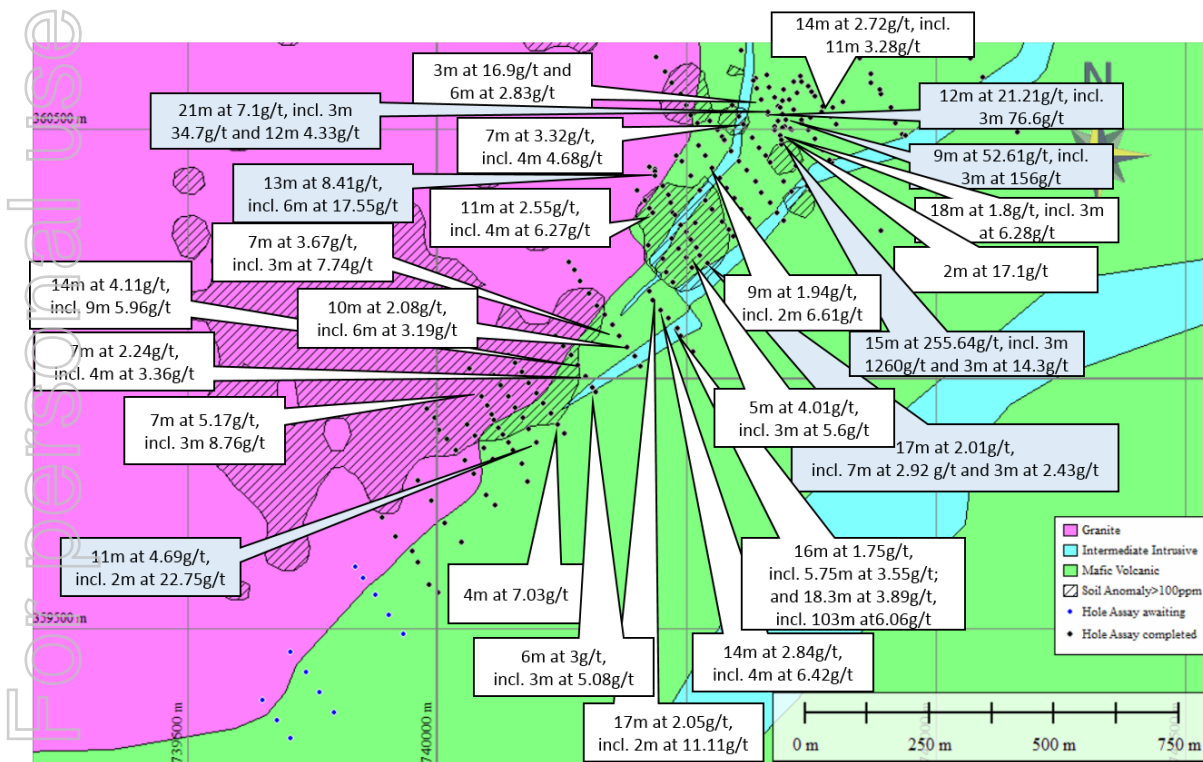 For personal use
14m at 2.72g/t, incl.
11m 3.28g/t
3m at 16.9g/t and
6m at 2.83g/t
N
21m at 7.1g/t, incl. 3m
34.7g/t and 12m 4.33g/t
12m at 21.21g/t, incl.
3m 76.6g/t
360500 m
7m at 3.32g/t,
incl. 4m 4.68g/t
9m at 52.61g/t, incl.
3m at 156g/t
13m at 8.41g/t,
incl. 6m at 17.55g/t
11m at 2.55g/t,
incl. 4m at 6.27g/t
18m at 1.8g/t, incl. 3m
at 6.28g/t
7m at 3.67g/t,
incl. 3m at 7.74g/t
2m at 17.1g/t
14m at 4.11g/t,
incl. 9m 5.96g/t
10m at 2.08g/t,
incl. 6m at 3.19g/t
9m at 1.94g/t,
incl. 2m 6.61g/t
7m at 2.24g/t,
incl. 4m at 3.36g/t
15m at 255.64g/t, incl. 3m
1260g/t and 3m at 14.3g/t
7m at 5.17g/t,
incl. 3m 8.76g/t
5m at 4.01g/t,
incl. 3m at 5.6g/t
17m at 2.01g/t,
incl. 7m at 2.92 g/t and 3m at 2.43g/t
11m at 4.69g/t,
incl. 2m at 22.75g/t
4m at 7.03g/t
16m at 1.75g/t,
incl. 5.75m at 3.55g/t;
and 18.3m at 3.89g/t,
incl. 103m at6.06g/t
359500 m
6m at 3g/t,
incl. 3m at 5.08g/t
14m at 2.84g/t,
incl. 4m at 6.42g/t
17m at 2.05g/t,
incl. 2m at 11.11g/t
Granite
Intermediate Intrusive
Mafic Volcanic
Soil Anomaly>100ppm
Hole Assay awaiting
Hole Assay completed
739500 m
740000 m
0 m
250 m
500 m
750 m